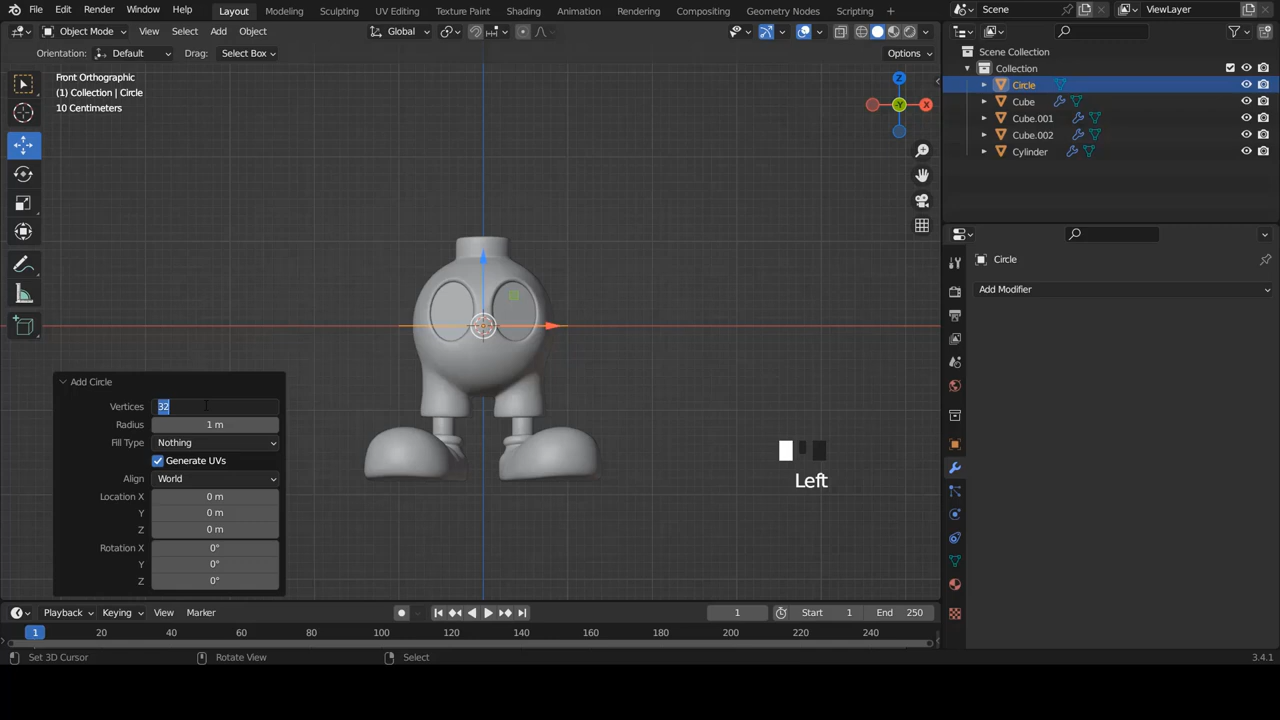 File Edit Render Window Help Layout Modeling Sculpting UV Editing Texture Paint Shading Animation Rendering Compositing Geometry Nodes Scripting Scene ViewLayer
Object Mode View Select Add Object Global
Orientation: Default Drag: Select Box Options
Front Orthographic
(1) Collection | Circle
10 Centimeters
Z
-Y
X
Scene Collection
Collection
Circle
Cube
Cube.001
Cube.002
Cylinder
Circle
Add Modifier
Add Circle
Vertices 32
Radius 1 m
Fill Type Nothing
Generate UVs
Align World
Location X 0 m
Y 0 m
Z 0 m
Rotation X 0°
Y 0°
Z 0°
Left
Playback Keying View Marker 1 Start 1 End 250
1 20 40 60 80 100 120 140 160 180 200 220 240
Set 3D Cursor Rotate View Select 3.4.1